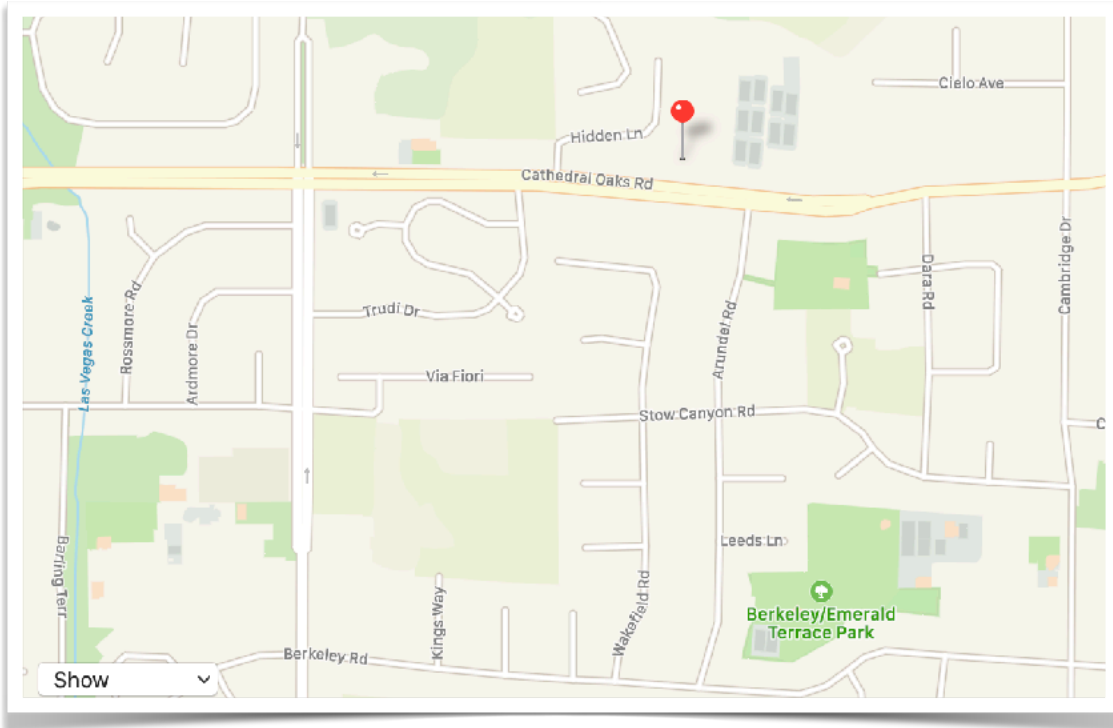 Cielo Ave
Hidden Ln
Cathedral Oaks Rd
Cambridge Dr
Dara Rd
Las Vegas Creek
Rossmore Rd
Ardmore Dr
Trudi Dr
Arundel Rd
Via Fiori
Stow Canyon Rd
C
Leeds Ln
Barling Terr
Kings Way
Wakefield Rd
Berkeley/Emerald
Terrace Park
Berkeley Rd
Show